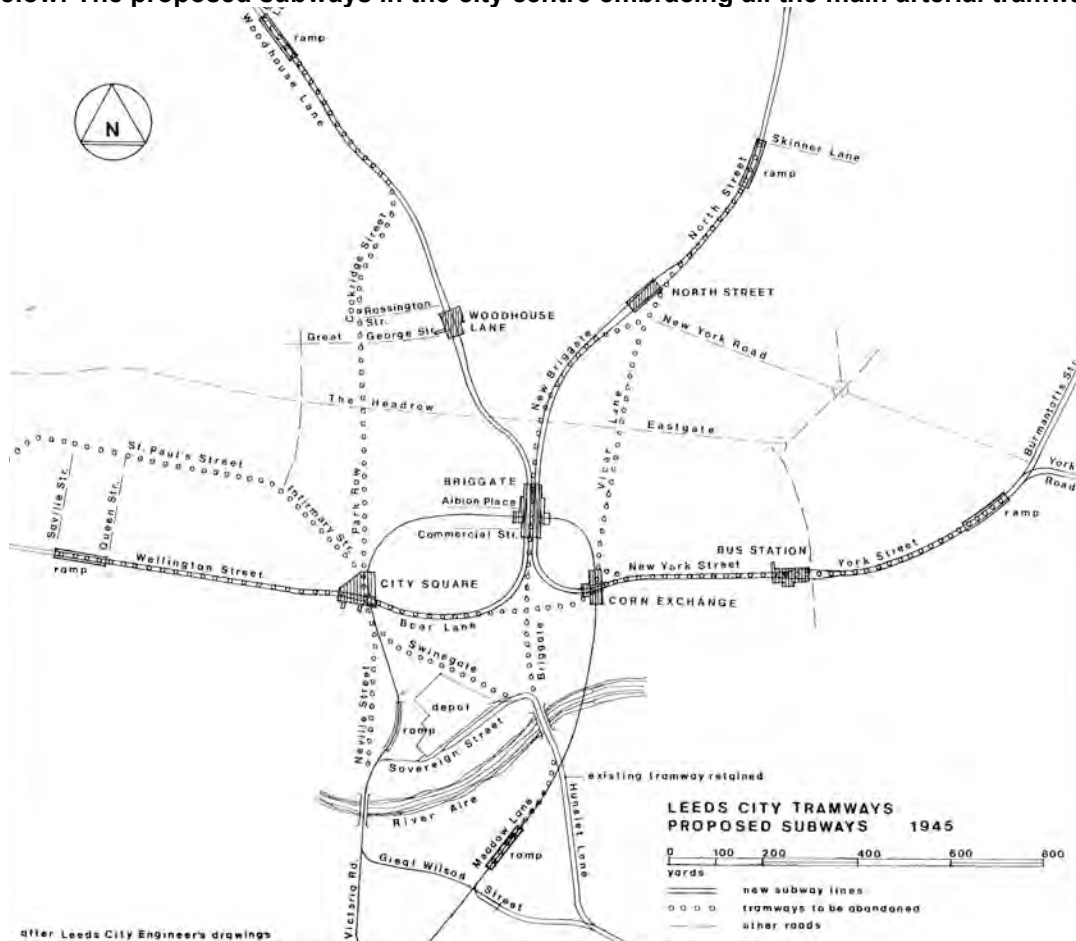 below: The proposed subways in the city centre embracing all the main arterial tramw
ramp
Woodhouse Lane
N
Skinner Lane
ramp
North Street
Cookridge Street
NORTH STREET
Rossington
Str.
WOODHOUSE
LANE
Great George Str.
New York Road
New Briggate
The Headrow
Vicar Lane
Eastgate
Burmantofts Str
St. Paul's Street
York
Road
Saville Str.
Queen Str.
Infirmary Str.
Park Row
BRIGGATE
Albion Place
Commercial Str.
ramp
BUS STATION
York Street
New York Street
Wellington Street
ramp
CITY SQUARE
CORN EXCHANGE
Boar Lane
Swinegate
Briggate
Neville Street
depot
ramp
Sovereign Street
existing tramway retained
River Aire
Hunslet Lane
Meadow Lane
ramp
Great Wilson Street
Victoria Rd.
LEEDS CITY TRAMWAYS
PROPOSED SUBWAYS 1945
0 100 200 400 600 800
yards
new subway lines
tramways to be abandoned
other roads
after Leeds City Engineer's drawings